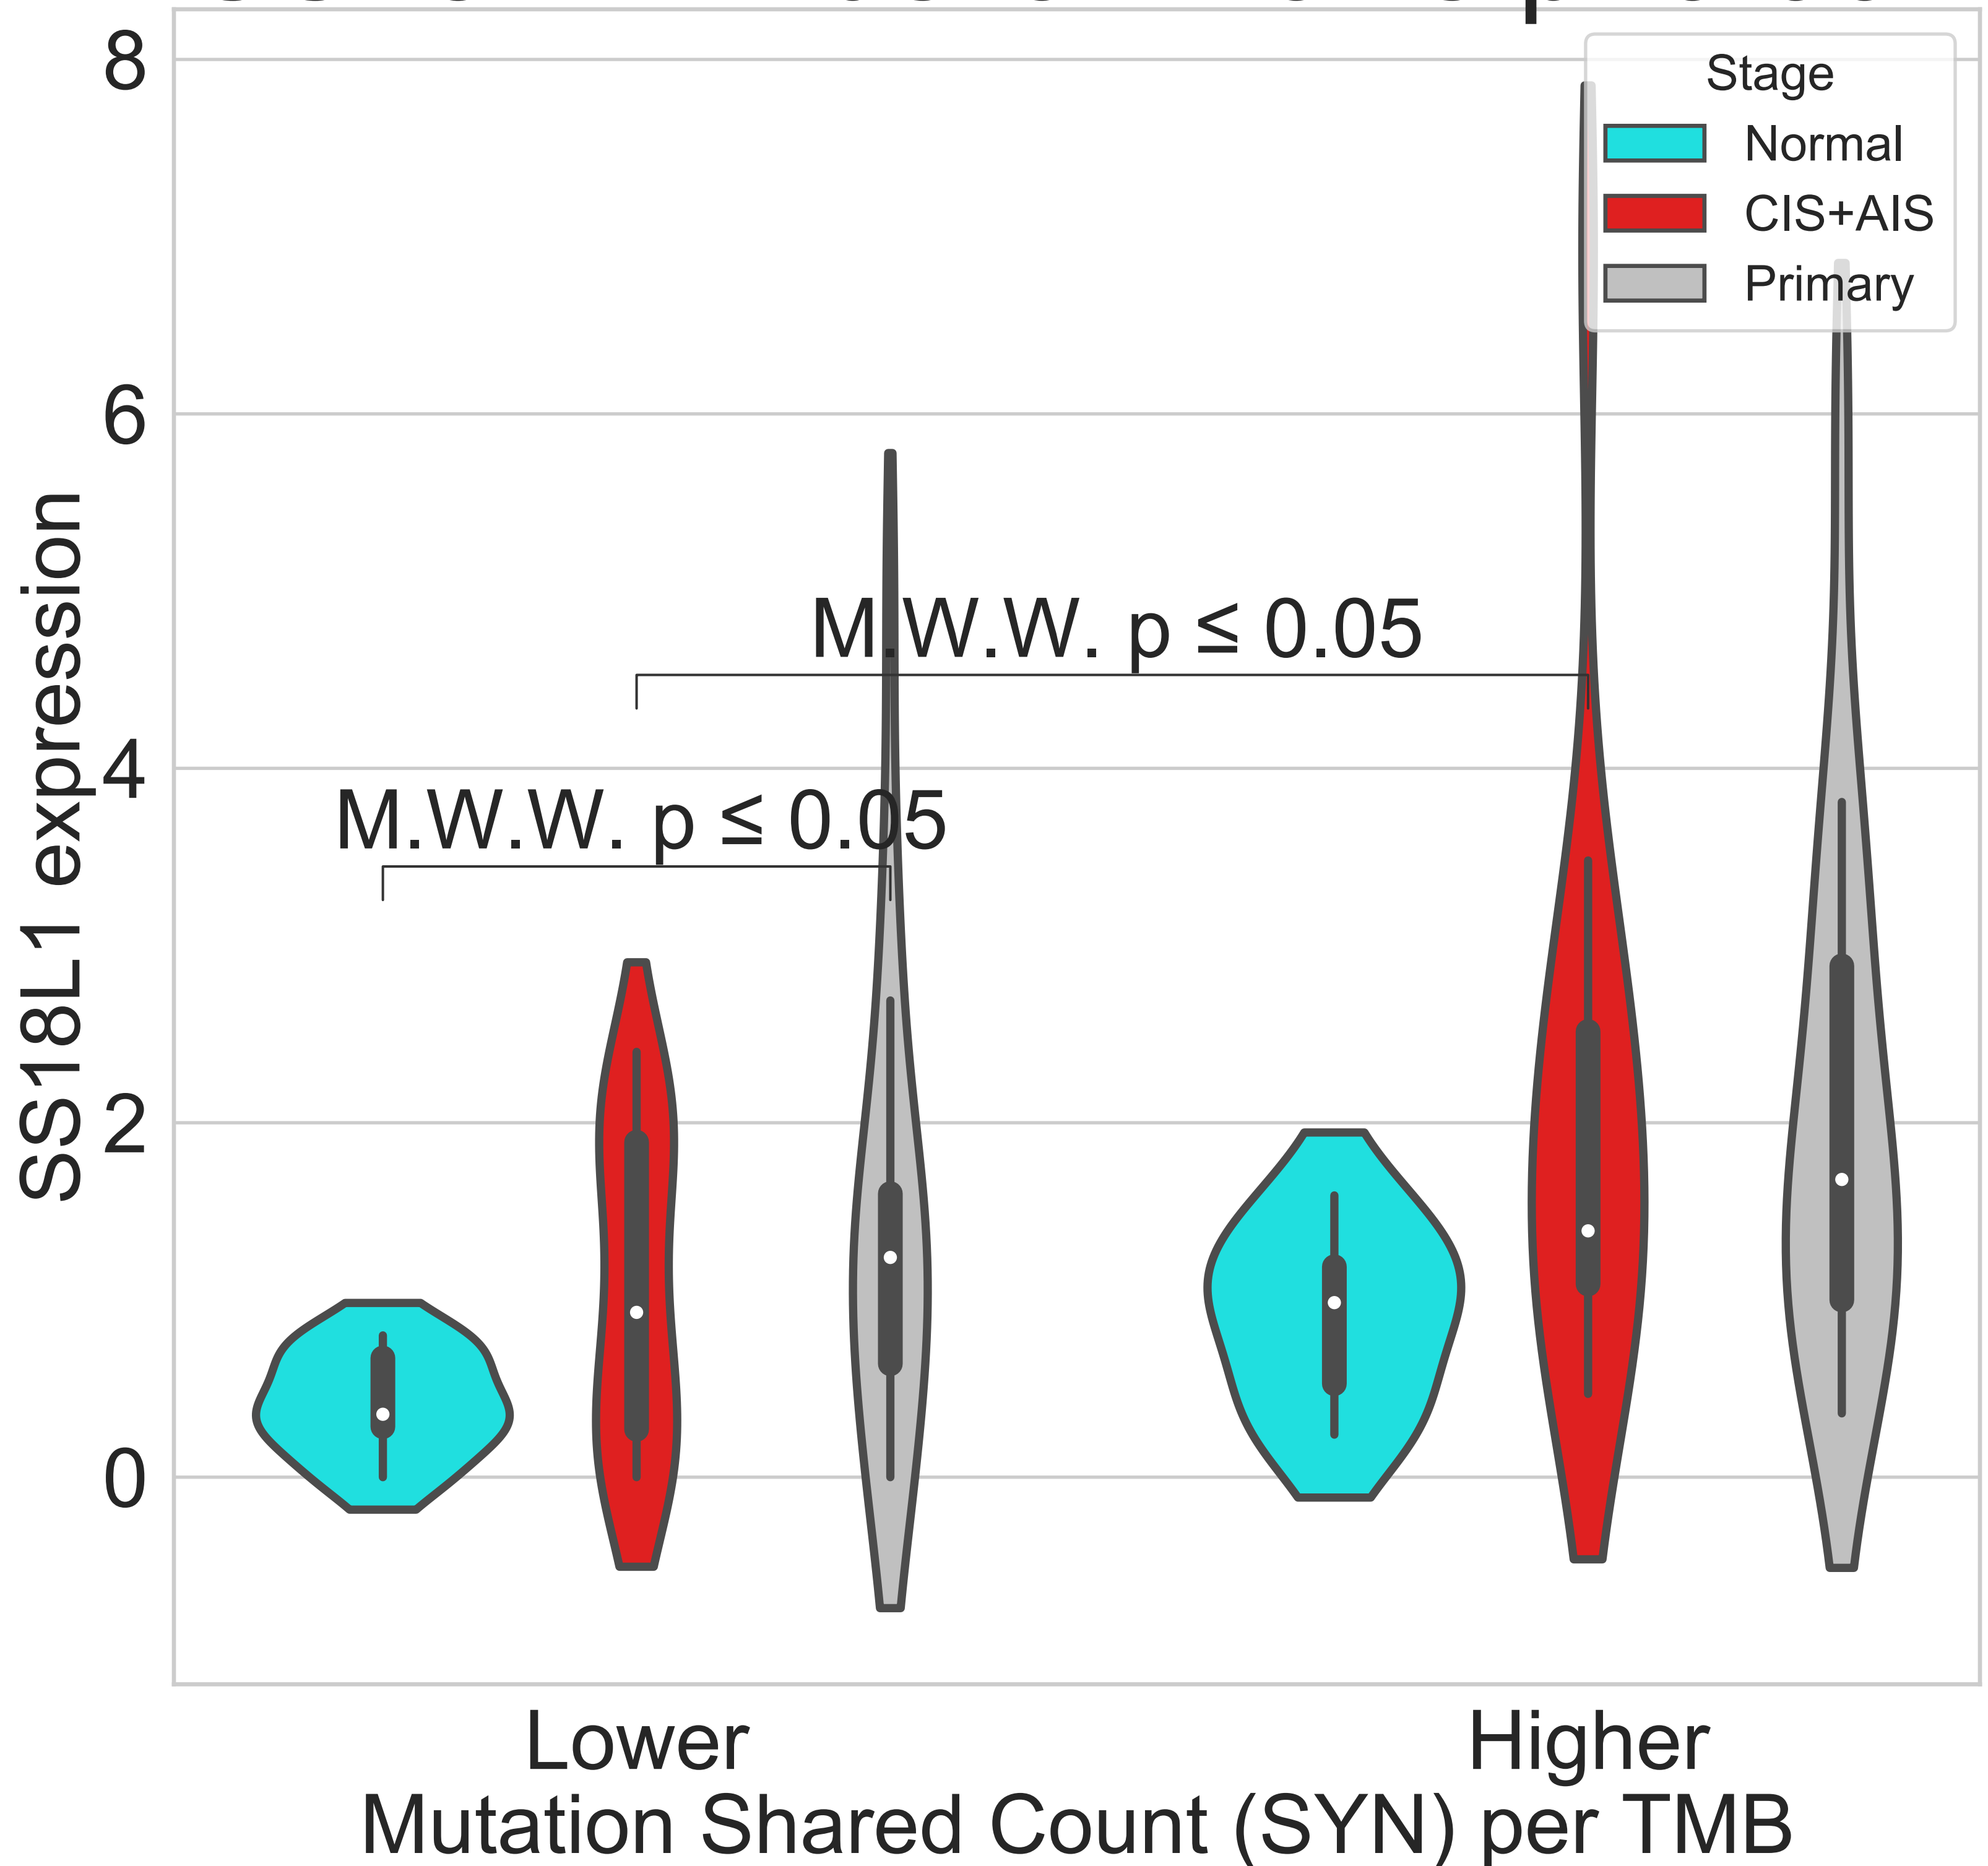 8
Stage
Normal
CIS+AIS
Primary
6
M.W.W. p ≤ 0.05
4
M.W.W. p ≤ 0.05
2
0
SS18L1 expression
Lower
Higher
Mutation Shared Count (SYN) per TMB